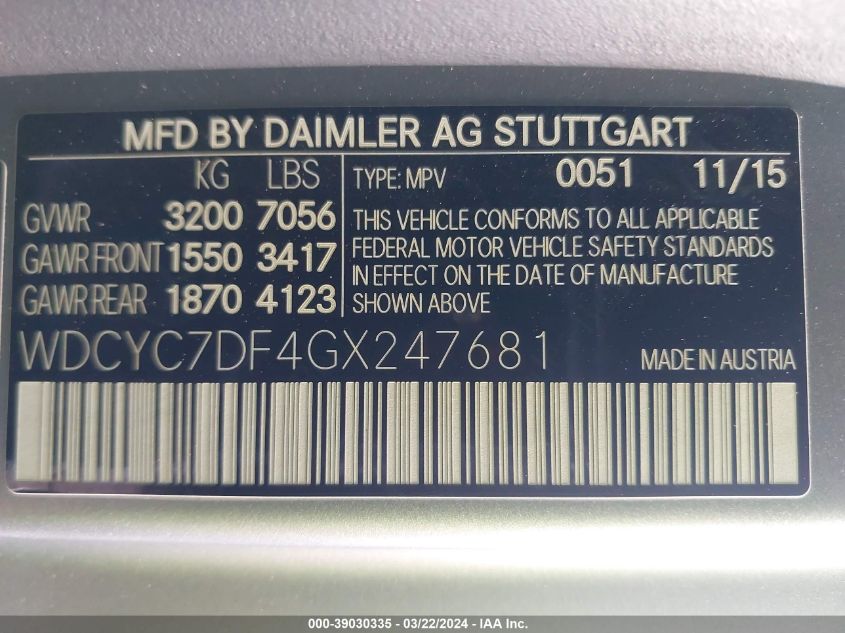 MFD BY DAIMLER AG STUTTGART
KG LBS
TYPE: MPV 0051 11/15
GVWR 3200 7056
GAWR FRONT 1550 3417
GAWR REAR 1870 4123
THIS VEHICLE CONFORMS TO ALL APPLICABLE
FEDERAL MOTOR VEHICLE SAFETY STANDARDS
IN EFFECT ON THE DATE OF MANUFACTURE
SHOWN ABOVE
WDCYC7DF4GX247681 MADE IN AUSTRIA
000-39030335 - 03/22/2024 - IAA Inc.